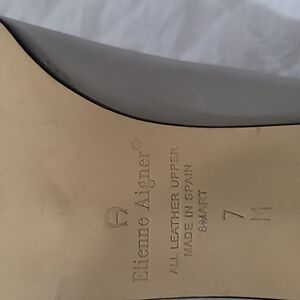 Etienne Aigner®
ALL LEATHER UPPER
MADE IN SPAIN
SMART
7 M